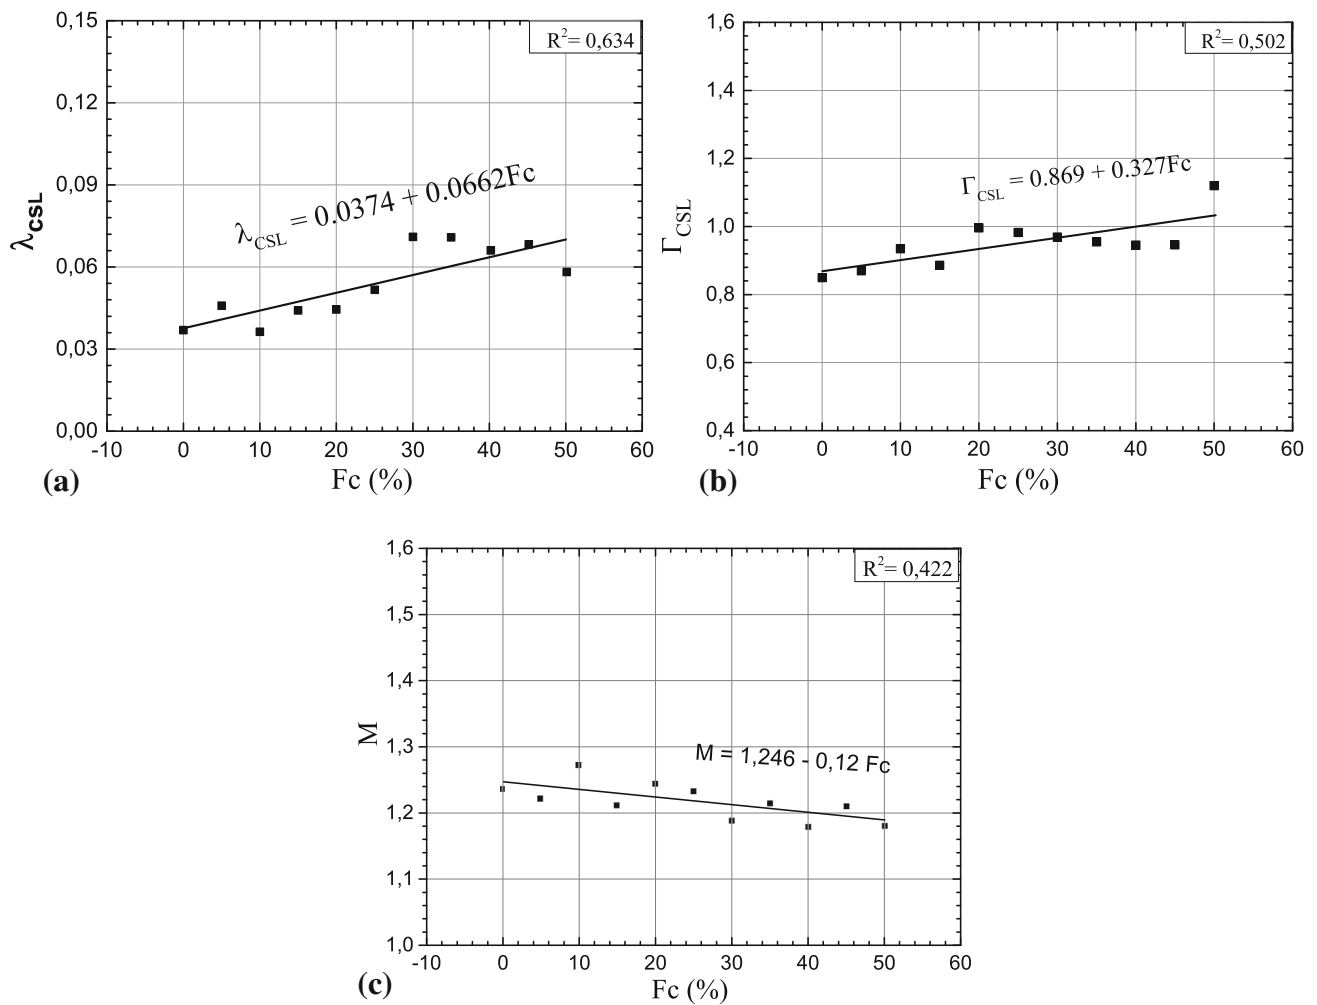 R²= 0,634
0,15
0,12
0,09
0,06
0,03
0,00
λCSL
λCSL = 0.0374 + 0.0662Fc
-10 0 10 20 30 40 50 60
Fc (%)
(a)
R²= 0,502
1,6
1,4
1,2
1,0
0,8
0,6
0,4
ΓCSL
ΓCSL = 0.869 + 0.327Fc
-10 0 10 20 30 40 50 60
Fc (%)
(b)
R²= 0,422
1,6
1,5
1,4
1,3
1,2
1,1
1,0
M
M = 1,246 - 0,12 Fc
-10 0 10 20 30 40 50 60
Fc (%)
(c)